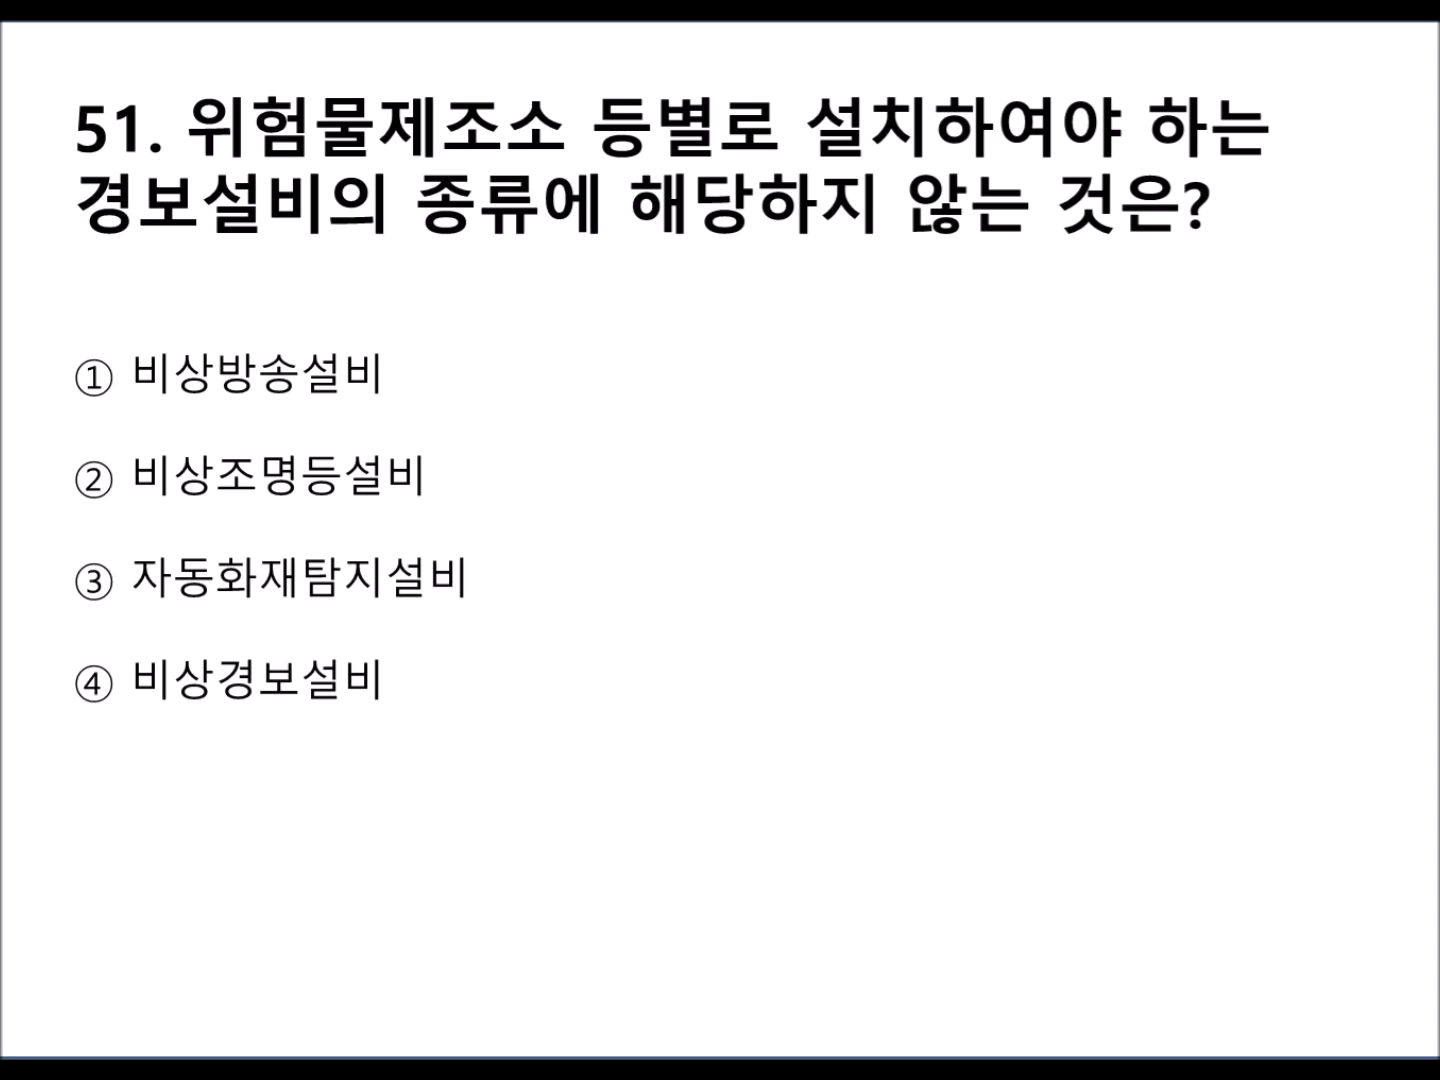 51. 위험물제조소 등별로 설치하여야 하는
경보설비의 종류에 해당하지 않는 것은?
① 비상방송설비
② 비상조명등설비
③ 자동화재탐지설비
④ 비상경보설비